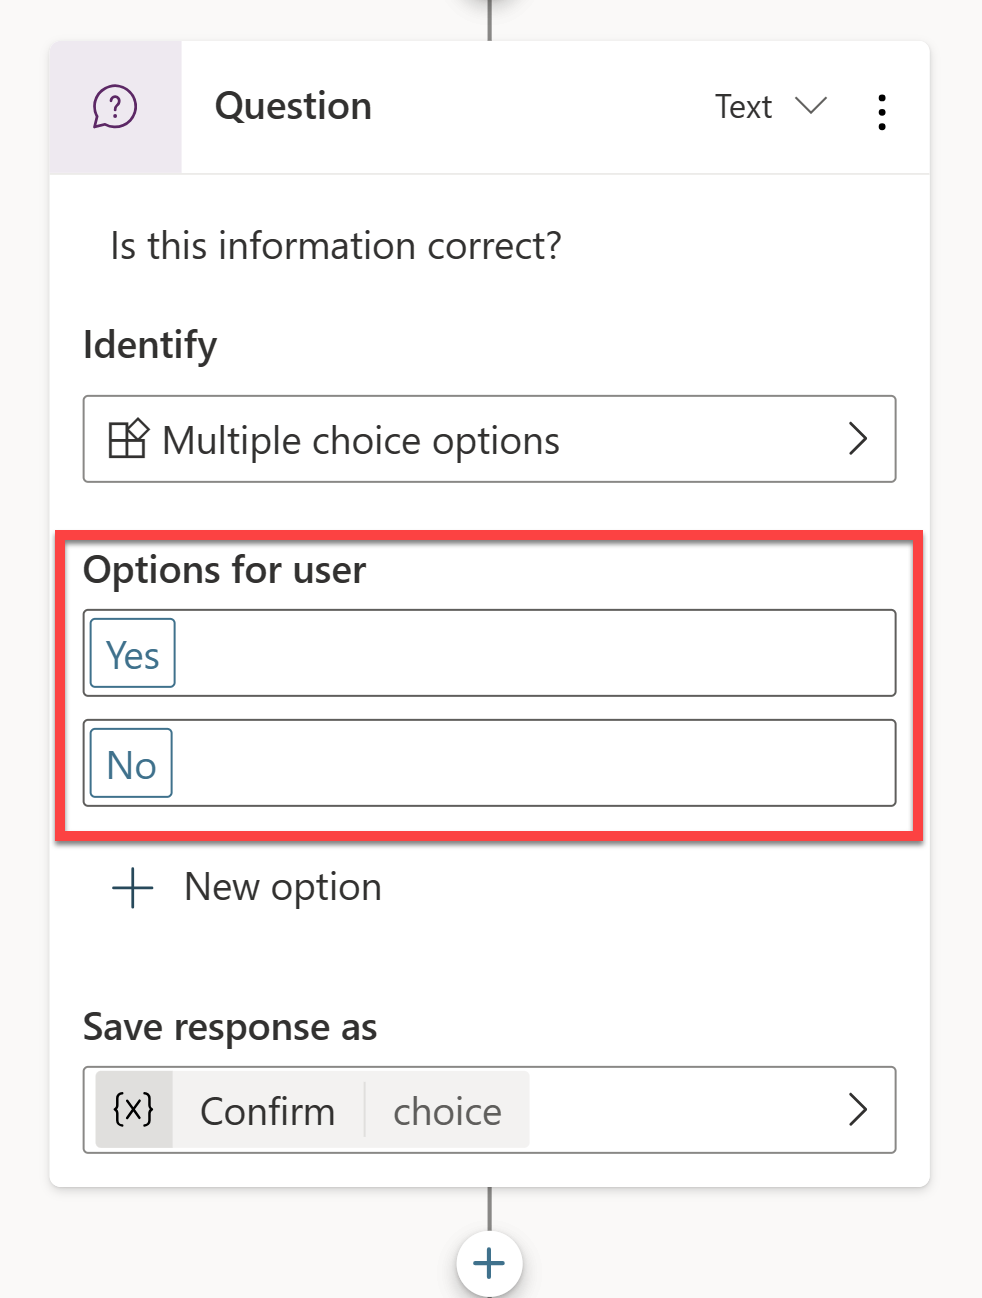 Question Text
Is this information correct?
Identify
Multiple choice options
Options for user
Yes
No
New option
Save response as
{x} Confirm choice